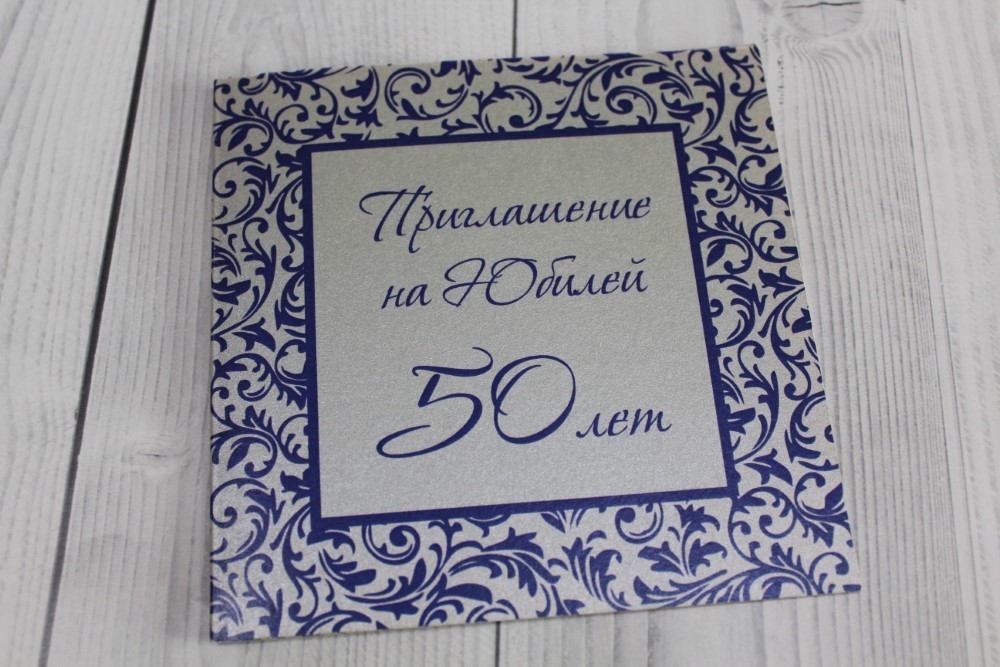 Приглашение
на Юбилей
50 лет